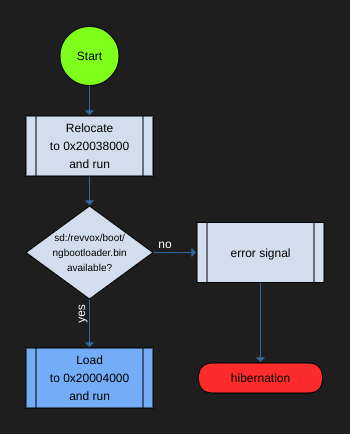 Start
Relocate
to 0x20038000
and run
sd:/revvox/boot/
ngbootloader.bin
available?
no
error signal
yes
Load
to 0x20004000
and run
hibernation